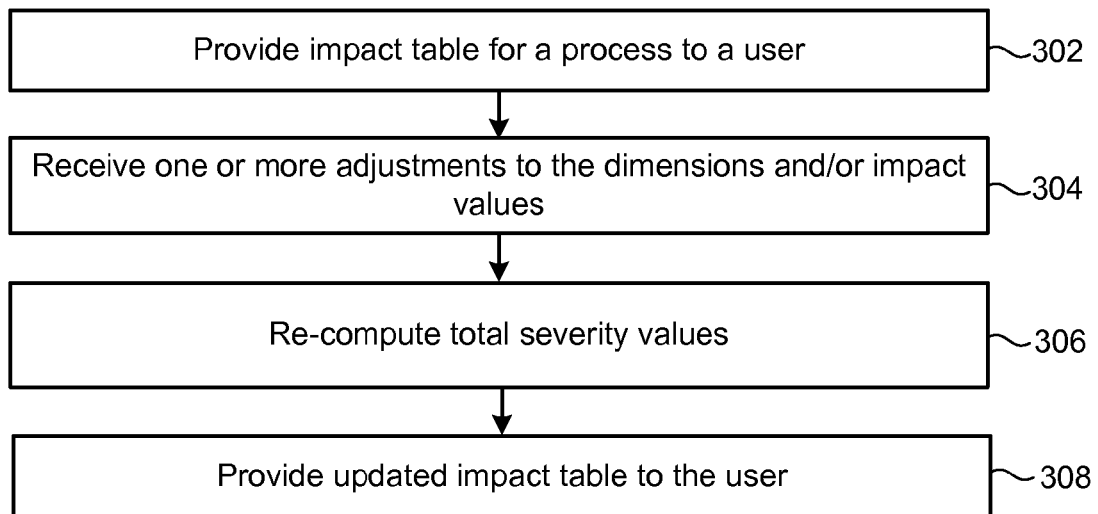 Provide impact table for a process to a user
302
Receive one or more adjustments to the dimensions and/or impact
values
304
Re-compute total severity values
306
Provide updated impact table to the user
308